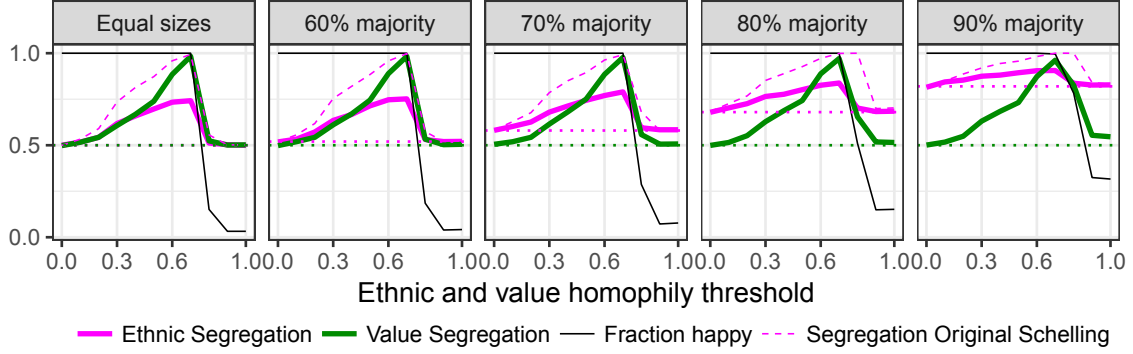 Equal sizes 60% majority 70% majority 80% majority 90% majority
1.0
0.5
0.0
0.0 0.3 0.6 1.0 0.0 0.3 0.6 1.0 0.0 0.3 0.6 1.0 0.0 0.3 0.6 1.0 0.0 0.3 0.6 1.0
Ethnic and value homophily threshold
Ethnic Segregation Value Segregation Fraction happy Segregation Original Schelling